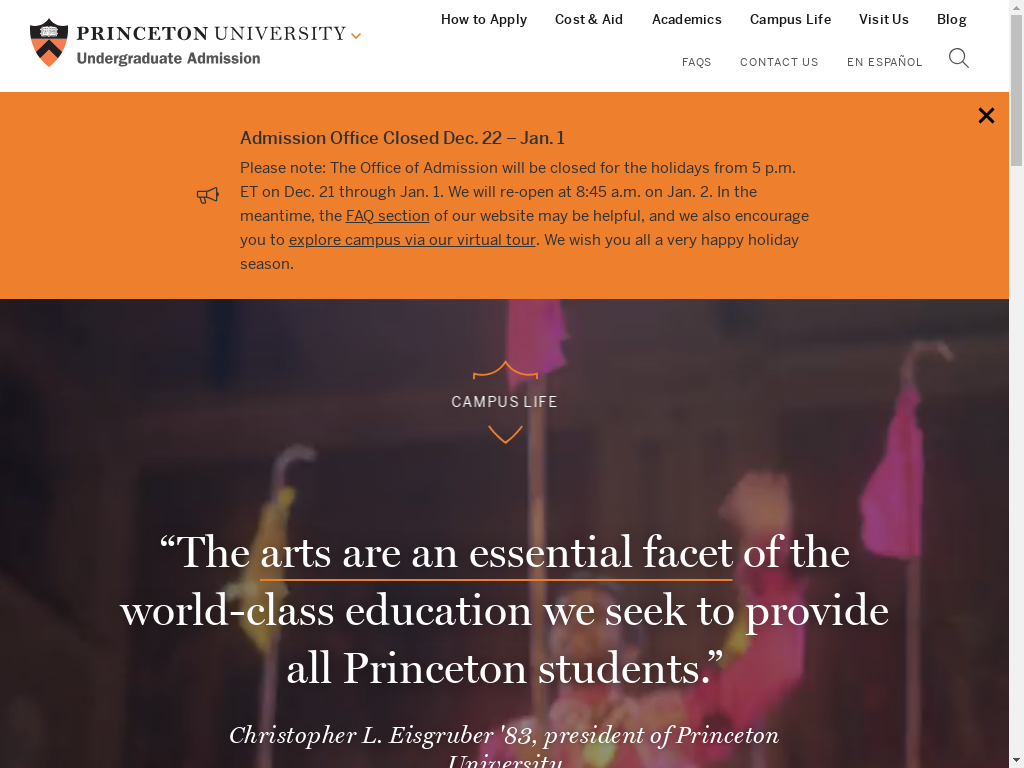 PRINCETON UNIVERSITY
Undergraduate Admission
How to Apply Cost & Aid Academics Campus Life Visit Us Blog
FAQS CONTACT US EN ESPAÑOL
Admission Office Closed Dec. 22 – Jan. 1
Please note: The Office of Admission will be closed for the holidays from 5 p.m.
ET on Dec. 21 through Jan. 1. We will re-open at 8:45 a.m. on Jan. 2. In the
meantime, the FAQ section of our website may be helpful, and we also encourage
you to explore campus via our virtual tour. We wish you all a very happy holiday
season.
CAMPUS LIFE
“The arts are an essential facet of the
world-class education we seek to provide
all Princeton students.”
Christopher L. Eisgruber '83, president of Princeton
University